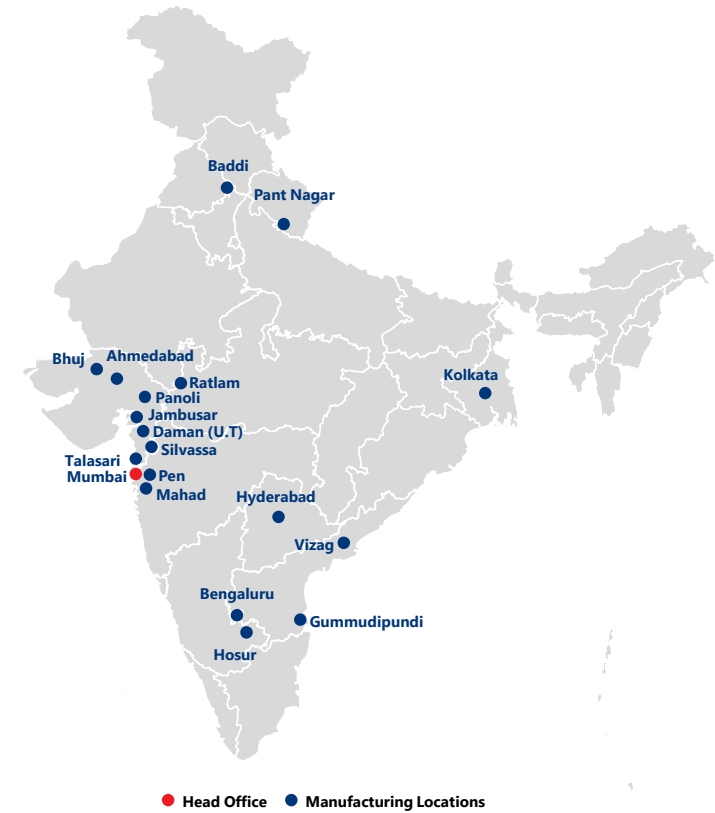 Baddi
Pant Nagar
Bhuj
Ahmedabad
Ratlam
Kolkata
Panoli
Jambusar
Daman (U.T)
Silvassa
Talasari
Mumbai
Pen
Mahad
Hyderabad
Vizag
Bengaluru
Gummudipundi
Hosur
Head Office
Manufacturing Locations